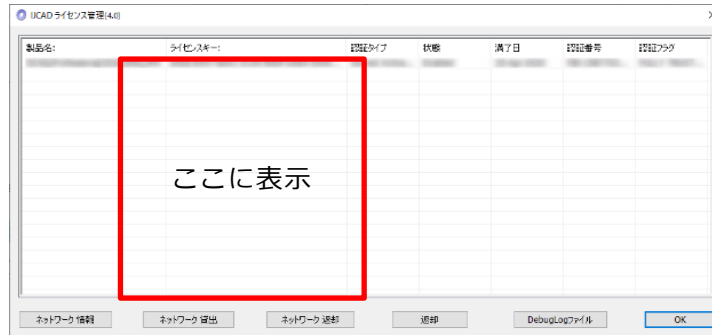 IJCAD ライセンス管理(4.0)
製品名: ライセンスキー: 認証タイプ 状態 満了日 認証番号 認証フラグ
ここに表示
ネットワーク情報 ネットワーク貸出 ネットワーク返却 返却 DebugLogファイル OK